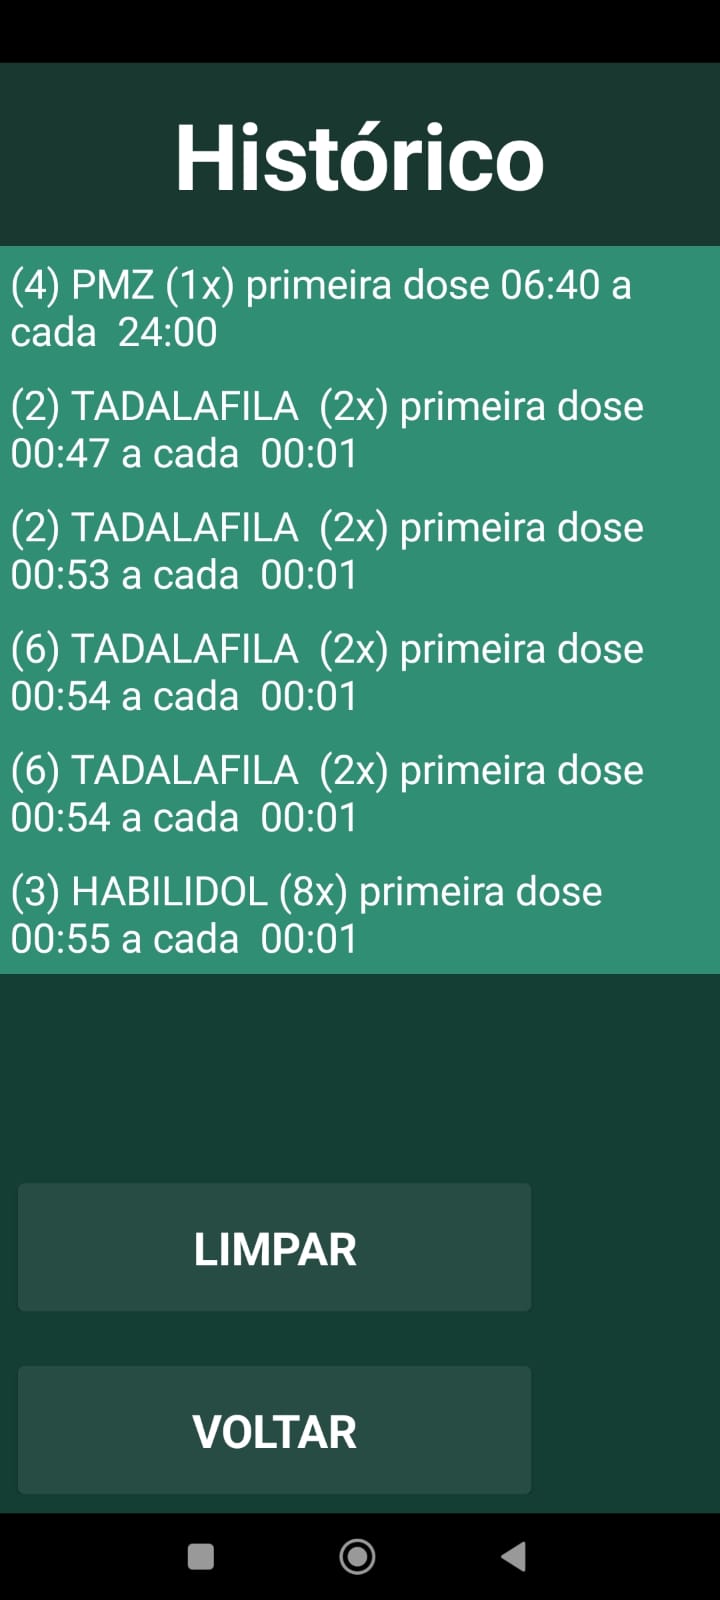 Histórico
(4) PMZ (1x) primeira dose 06:40 a
cada  24:00
(2) TADALAFILA  (2x) primeira dose
00:47 a cada  00:01
(2) TADALAFILA  (2x) primeira dose
00:53 a cada  00:01
(6) TADALAFILA  (2x) primeira dose
00:54 a cada  00:01
(6) TADALAFILA  (2x) primeira dose
00:54 a cada  00:01
(3) HABILIDOL (8x) primeira dose
00:55 a cada  00:01
LIMPAR
VOLTAR